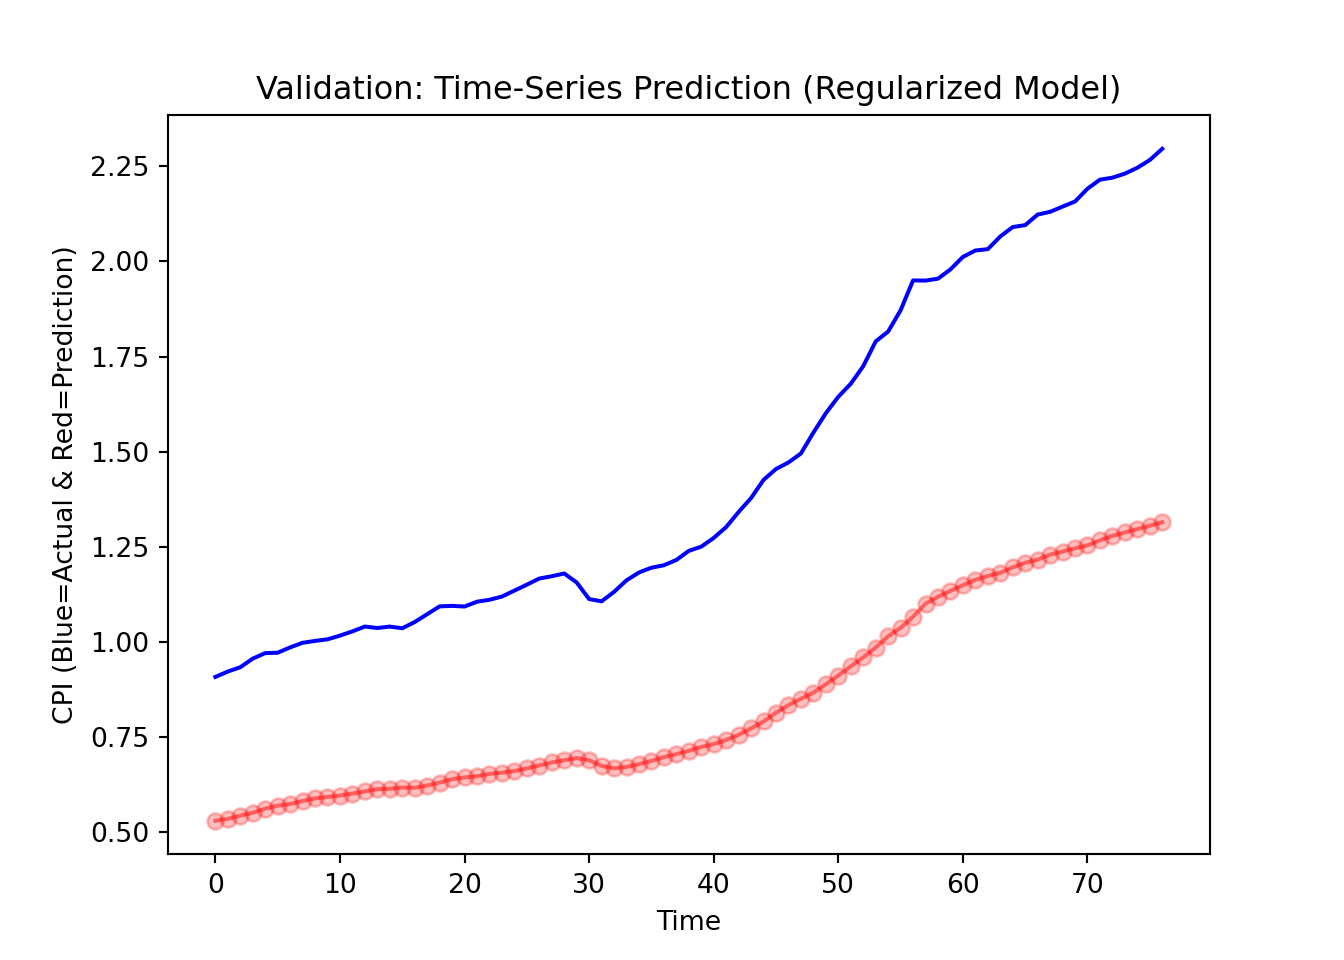 Validation: Time-Series Prediction (Regularized Model)
CPI (Blue=Actual & Red=Prediction)
2.25
2.00
1.75
1.50
1.25
1.00
0.75
0.50
0 10 20 30 40 50 60 70
Time